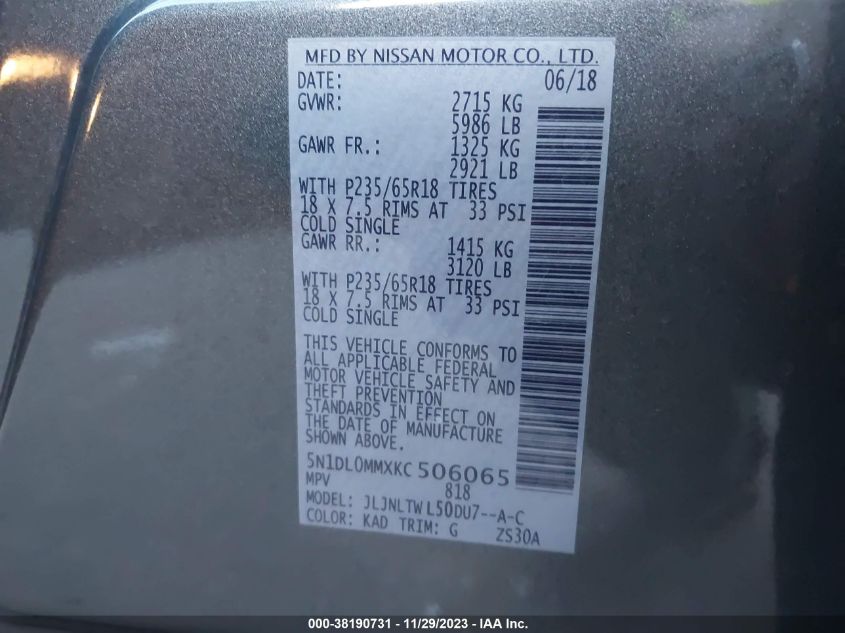 MFD BY NISSAN MOTOR CO., LTD.
DATE: 06/18
GVWR: 2715 KG
5986 LB
GAWR FR.: 1325 KG
2921 LB
WITH P235/65R18 TIRES
18 X 7.5 RIMS AT 33 PSI
COLD SINGLE
GAWR RR.: 1415 KG
3120 LB
WITH P235/65R18 TIRES
18 X 7.5 RIMS AT 33 PSI
COLD SINGLE
THIS VEHICLE CONFORMS TO
ALL APPLICABLE FEDERAL
MOTOR VEHICLE SAFETY AND
THEFT PREVENTION
STANDARDS IN EFFECT ON
THE DATE OF MANUFACTURE
SHOWN ABOVE.
5N1DL0MMXKC506065
MPV 818
MODEL: JLJNLTWL50DU7--A-C
COLOR: KAD TRIM: G ZS30A
000-38190731 - 11/29/2023 - IAA Inc.